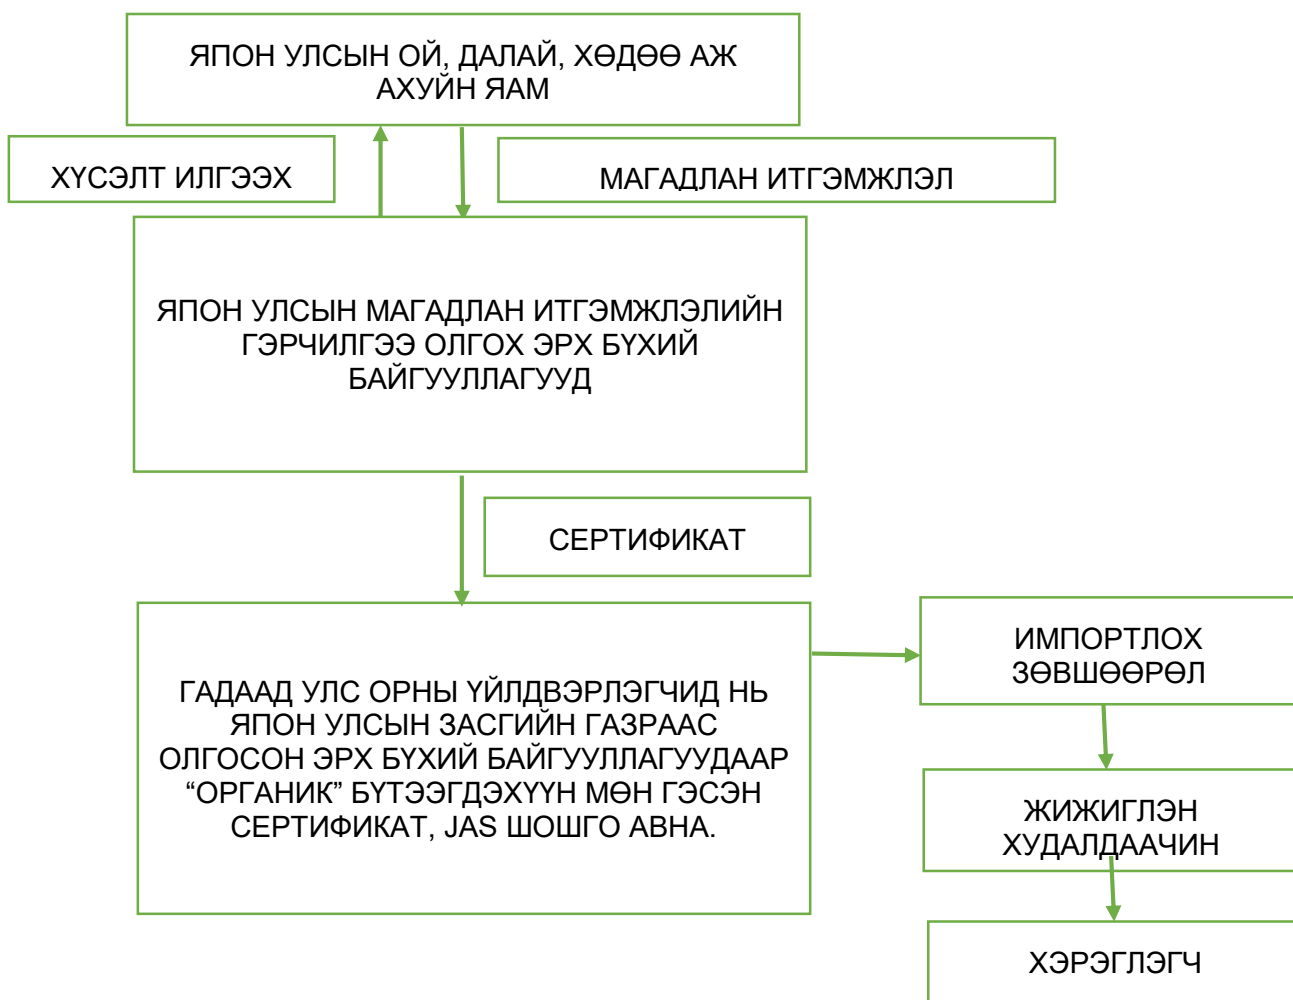 ЯПОН УЛСЫН ОЙ, ДАЛАЙ, ХӨДӨӨ АЖ
АХУЙН ЯАМ
ХҮСЭЛТ ИЛГЭЭХ
МАГАДЛАН ИТГЭМЖЛЭЛ
ЯПОН УЛСЫН МАГАДЛАН ИТГЭМЖЛЭЛИЙН
ГЭРЧИЛГЭЭ ОЛГОХ ЭРХ БҮХИЙ
БАЙГУУЛЛАГУУД
СЕРТИФИКАТ
ГАДААД УЛС ОРНЫ ҮЙЛДВЭРЛЭГЧИД НЬ
ЯПОН УЛСЫН ЗАСГИЙН ГАЗРААС
ОЛГОСОН ЭРХ БҮХИЙ БАЙГУУЛЛАГУУДААР
“ОРГАНИК” БҮТЭЭГДЭХҮҮН МӨН ГЭСЭН
СЕРТИФИКАТ, JAS ШОШГО АВНА.
ИМПОРТЛОХ
ЗӨВШӨӨРӨЛ
ЖИЖИГЛЭН
ХУДАЛДААЧИН
ХЭРЭГЛЭГЧ